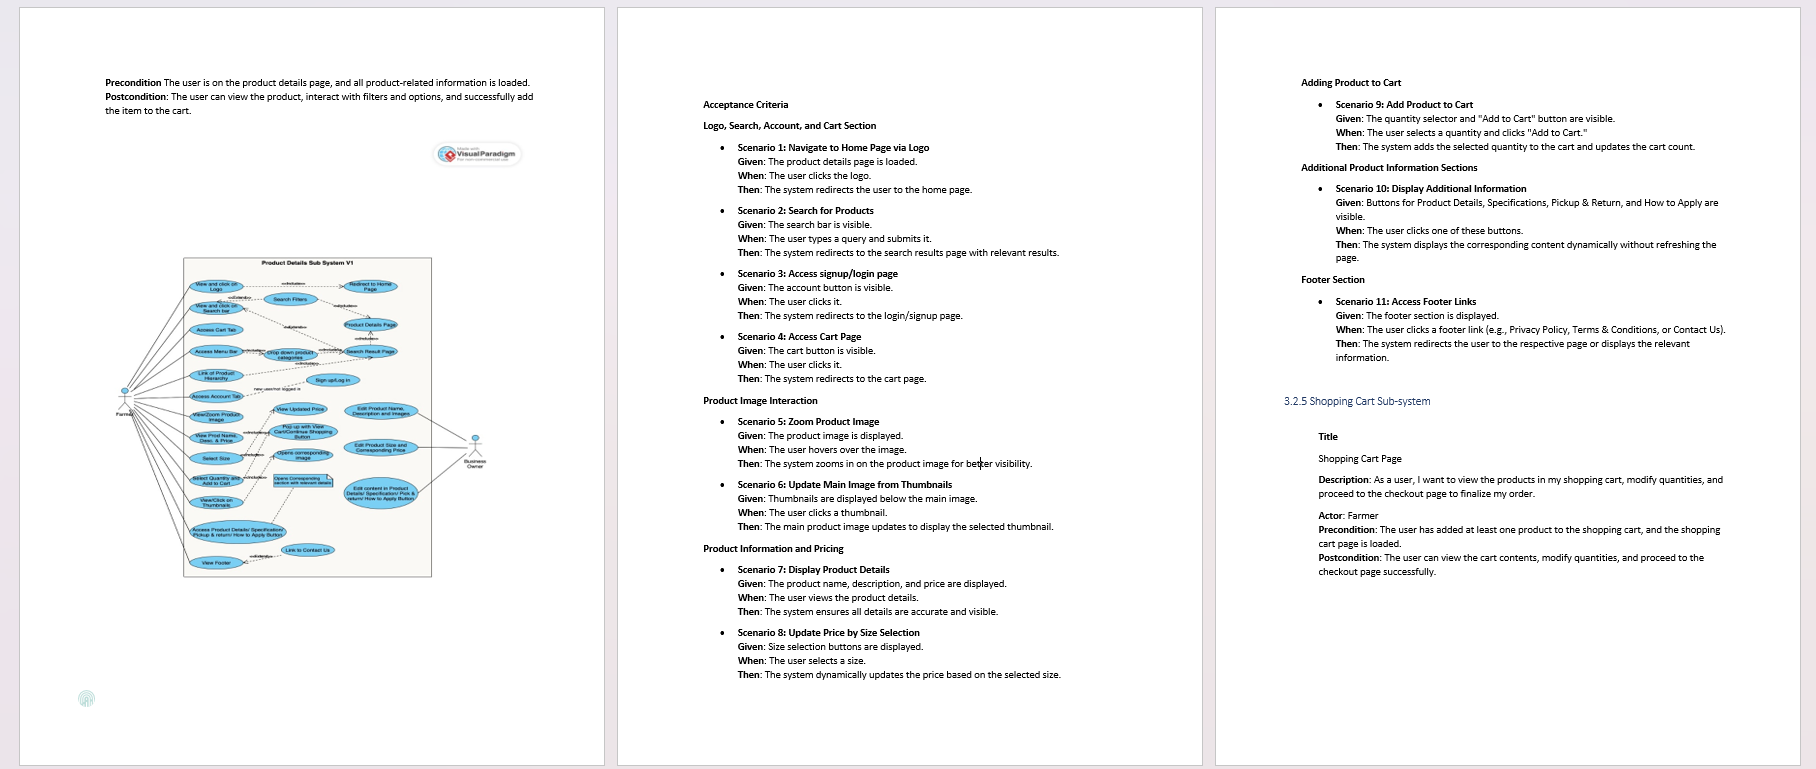 Precondition The user is on the product details page, and all product-related information is loaded.
Postcondition: The user can view the product, interact with filters and options, and successfully add
the item to the cart.
Made with
VisualParadigm
For non-commercial use
Product Details Sub System V1
View and click on
Logo
Redirect to Home
Page
Search Filters
View and click on
Search bar
Product Details Page
Access Cart Tab
Access Menu Bar
Drop down product
categories
Search Result Page
Link of Product
Hierarchy
Sign up/Log in
Access Account Tab
View Updated Price
Edit Product Name,
Description and Images
Farmer
View/Zoom Product
Image
Pop up with View
Cart/Continue Shopping
Button
View Prod Name,
Desc. & Price
Edit Product Size and
Corresponding Price
Select Size
Opens corresponding
image
Business
Owner
Select Quantity and
Add to Cart
Opens Corresponding
section with relevant details
Edit content in Product
Details/ Specification/ Pick &
return/ How to Apply Button
View/Click on
Thumbnails
Access Product Details/ Specification/
Pickup & return/ How to Apply Button
Link to Contact Us
View Footer
Acceptance Criteria
Logo, Search, Account, and Cart Section
• Scenario 1: Navigate to Home Page via Logo
Given: The product details page is loaded.
When: The user clicks the logo.
Then: The system redirects the user to the home page.
• Scenario 2: Search for Products
Given: The search bar is visible.
When: The user types a query and submits it.
Then: The system redirects to the search results page with relevant results.
• Scenario 3: Access signup/login page
Given: The account button is visible.
When: The user clicks it.
Then: The system redirects to the login/signup page.
• Scenario 4: Access Cart Page
Given: The cart button is visible.
When: The user clicks it.
Then: The system redirects to the cart page.
Product Image Interaction
• Scenario 5: Zoom Product Image
Given: The product image is displayed.
When: The user hovers over the image.
Then: The system zooms in on the product image for better visibility.
• Scenario 6: Update Main Image from Thumbnails
Given: Thumbnails are displayed below the main image.
When: The user clicks a thumbnail.
Then: The main product image updates to display the selected thumbnail.
Product Information and Pricing
• Scenario 7: Display Product Details
Given: The product name, description, and price are displayed.
When: The user views the product details.
Then: The system ensures all details are accurate and visible.
• Scenario 8: Update Price by Size Selection
Given: Size selection buttons are displayed.
When: The user selects a size.
Then: The system dynamically updates the price based on the selected size.
Adding Product to Cart
• Scenario 9: Add Product to Cart
Given: The quantity selector and "Add to Cart" button are visible.
When: The user selects a quantity and clicks "Add to Cart."
Then: The system adds the selected quantity to the cart and updates the cart count.
Additional Product Information Sections
• Scenario 10: Display Additional Information
Given: Buttons for Product Details, Specifications, Pickup & Return, and How to Apply are
visible.
When: The user clicks one of these buttons.
Then: The system displays the corresponding content dynamically without refreshing the
page.
Footer Section
• Scenario 11: Access Footer Links
Given: The footer section is displayed.
When: The user clicks a footer link (e.g., Privacy Policy, Terms & Conditions, or Contact Us).
Then: The system redirects the user to the respective page or displays the relevant
information.
3.2.5 Shopping Cart Sub-system
Title
Shopping Cart Page
Description: As a user, I want to view the products in my shopping cart, modify quantities, and
proceed to the checkout page to finalize my order.
Actor: Farmer
Precondition: The user has added at least one product to the shopping cart, and the shopping
cart page is loaded.
Postcondition: The user can view the cart contents, modify quantities, and proceed to the
checkout page successfully.